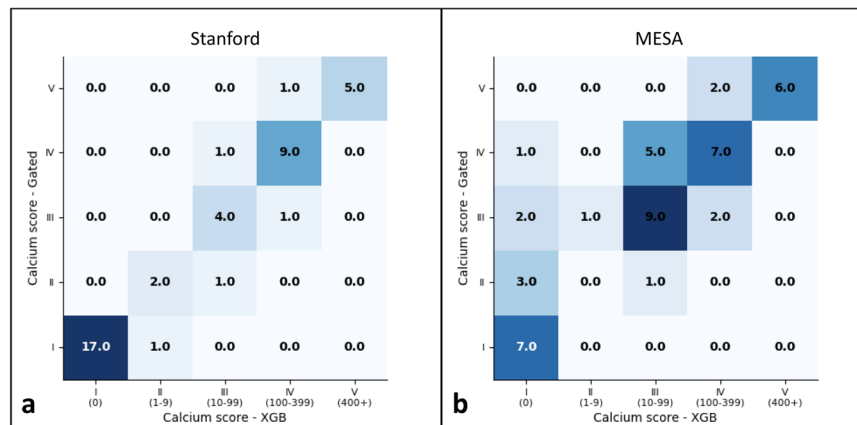 Stanford
Calcium score - Gated
V 0.0 0.0 0.0 1.0 5.0
IV 0.0 0.0 1.0 9.0 0.0
III 0.0 0.0 4.0 1.0 0.0
II 0.0 2.0 1.0 0.0 0.0
I 17.0 1.0 0.0 0.0 0.0
I II III IV V
(0) (1-9) (10-99) (100-399) (400+)
Calcium score - XGB
a
MESA
Calcium score - Gated
V 0.0 0.0 0.0 2.0 6.0
IV 1.0 0.0 5.0 7.0 0.0
III 2.0 1.0 9.0 2.0 0.0
II 3.0 0.0 1.0 0.0 0.0
I 7.0 0.0 0.0 0.0 0.0
I II III IV V
(0) (1-9) (10-99) (100-399) (400+)
Calcium score - XGB
b